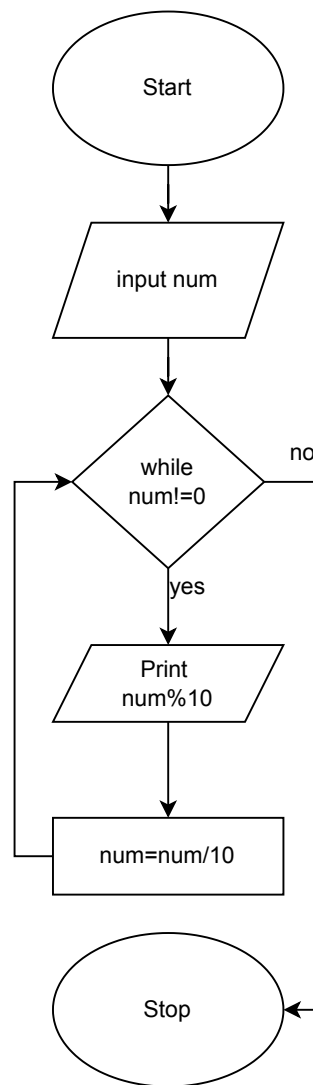 Start
input num
while
num!=0
no
yes
Print
num%10
num=num/10
Stop